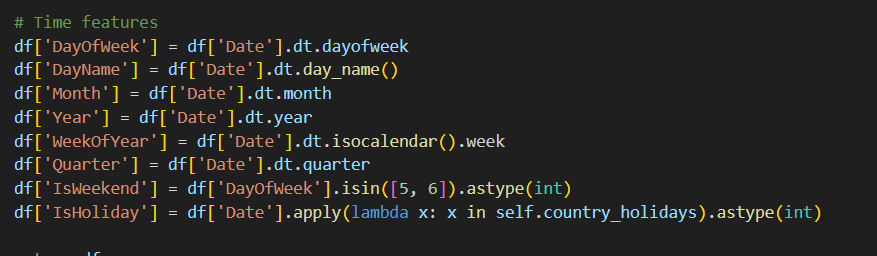 # Time features
df['DayOfWeek'] = df['Date'].dt.dayofweek
df['DayName'] = df['Date'].dt.day_name()
df['Month'] = df['Date'].dt.month
df['Year'] = df['Date'].dt.year
df['WeekOfYear'] = df['Date'].dt.isocalendar().week
df['Quarter'] = df['Date'].dt.quarter
df['IsWeekend'] = df['DayOfWeek'].isin([5, 6]).astype(int)
df['IsHoliday'] = df['Date'].apply(lambda x: x in self.country_holidays).astype(int)